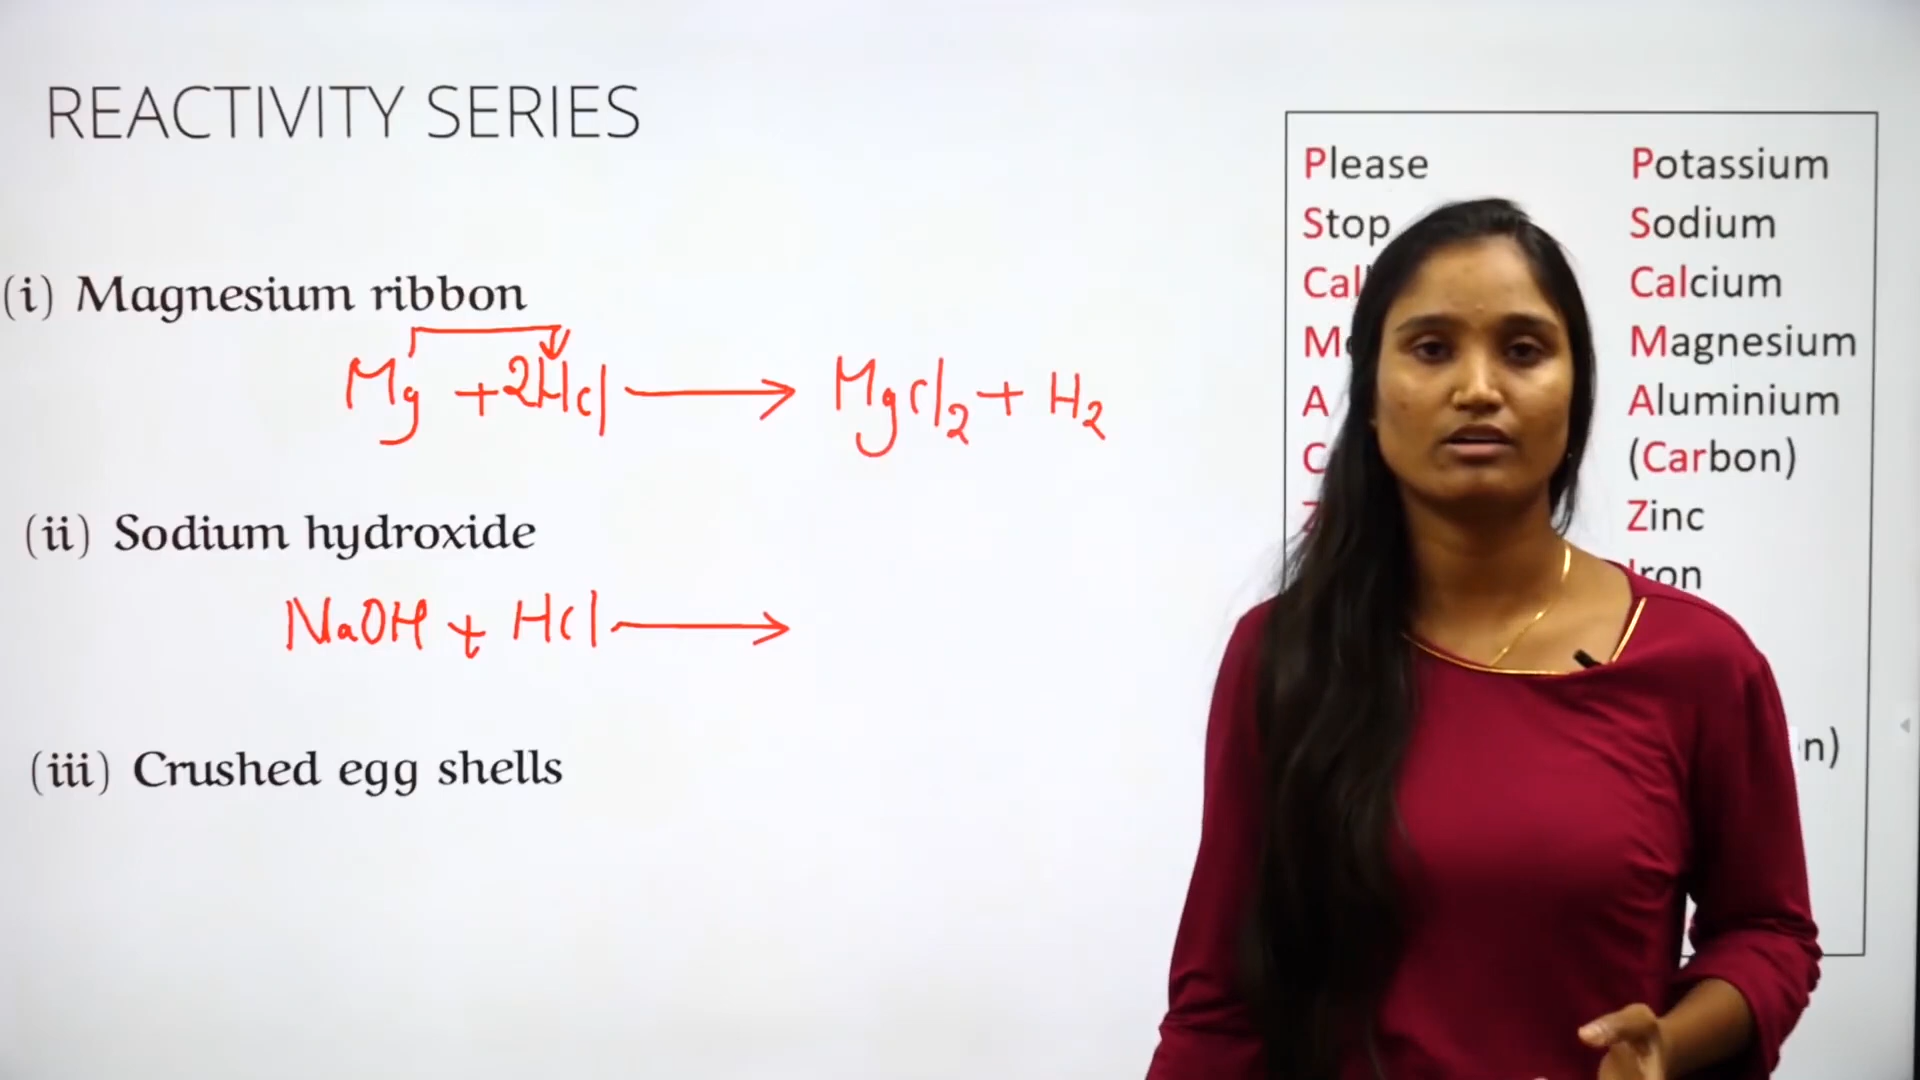 REACTIVITY SERIES
(i) Magnesium ribbon
Mg + 2HCl → MgCl2 + H2
(ii) Sodium hydroxide
NaOH + HCl →
(iii) Crushed egg shells
Please Potassium
Stop Sodium
Calcium
Magnesium
A Aluminium
(Carbon)
Zinc
Iron